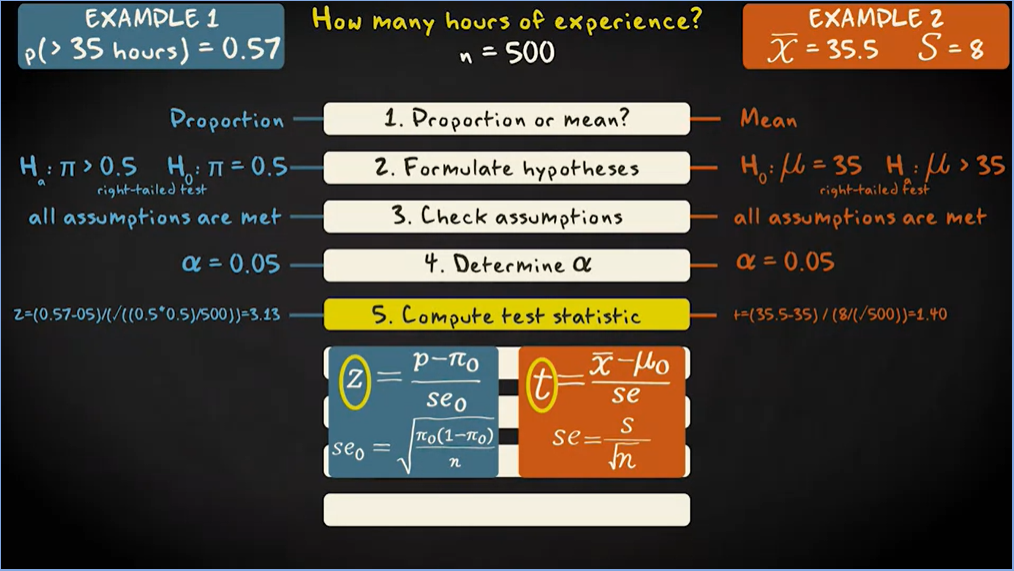 EXAMPLE 1
p(> 35 hours) = 0.57
How many hours of experience?
n = 500
EXAMPLE 2
x̅ = 35.5 S = 8
Proportion
1. Proportion or mean?
Mean
Hₐ: π > 0.5 H₀: π = 0.5
right-tailed test
2. Formulate hypotheses
H₀: μ = 35 Hₐ: μ > 35
right-tailed test
all assumptions are met
3. Check assumptions
all assumptions are met
α = 0.05
4. Determine α
α = 0.05
z=(0.57-05)/(√((0.5*0.5)/500))=3.13
5. Compute test statistic
t=(35.5-35) / (8/(√500))=1.40
z = p-π₀ / se₀
se₀ = √π₀(1-π₀) / n
t = x̅-μ₀ / se
se = s / √n